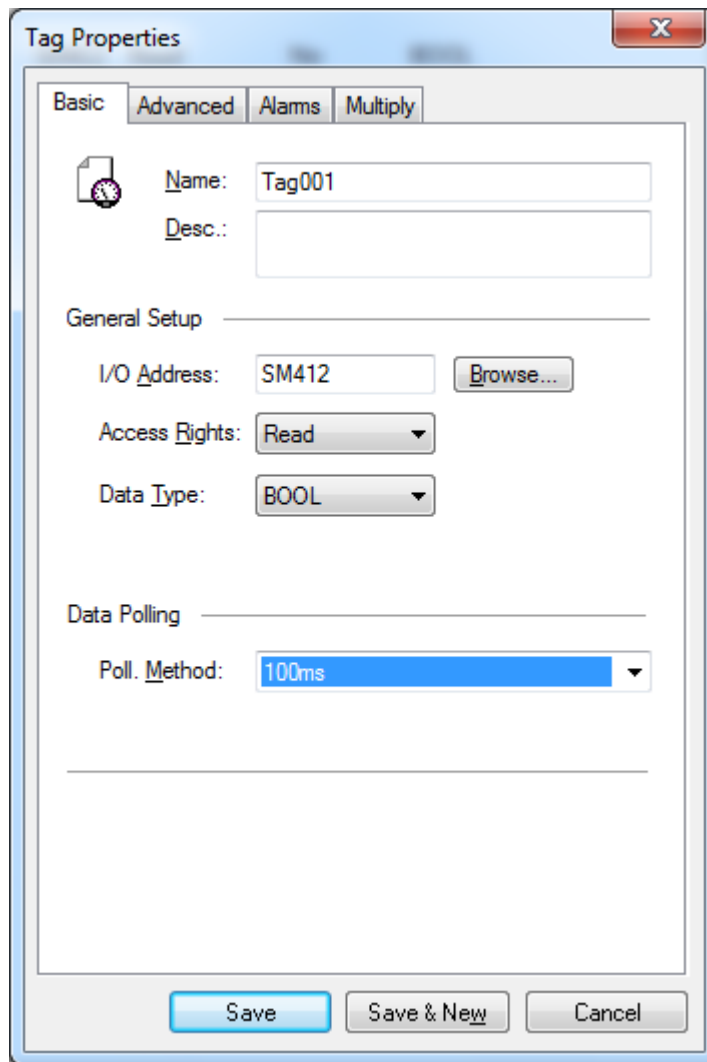 Tag Properties
Basic Advanced Alarms Multiply
Name: Tag001
Desc.:
General Setup
I/O Address: SM412 Browse...
Access Rights: Read
Data Type: BOOL
Data Polling
Poll. Method: 100ms
Save Save & New Cancel